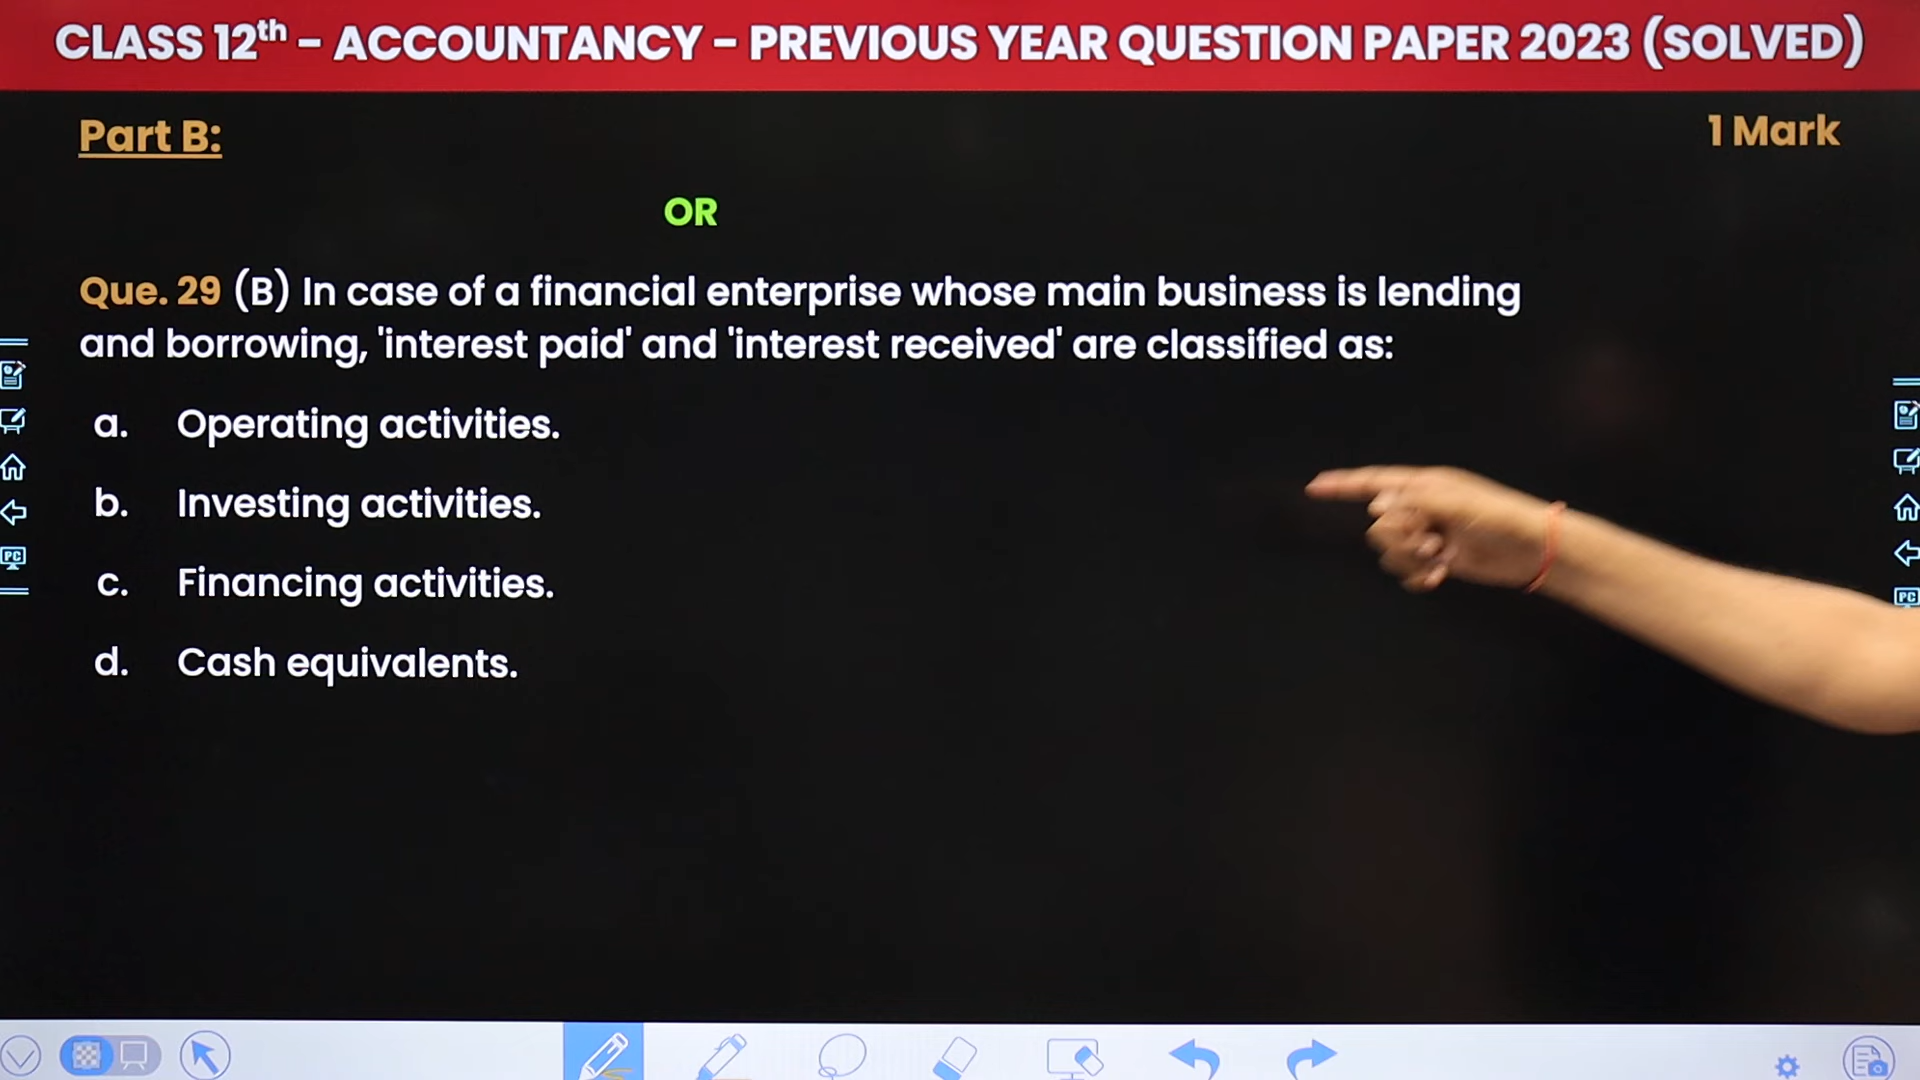 CLASS 12th – ACCOUNTANCY – PREVIOUS YEAR QUESTION PAPER 2023 (SOLVED)
Part B:
1 Mark
OR
Que. 29 (B) In case of a financial enterprise whose main business is lending
and borrowing, 'interest paid' and 'interest received' are classified as:
a. Operating activities.
b. Investing activities.
c. Financing activities.
d. Cash equivalents.
PC
PC